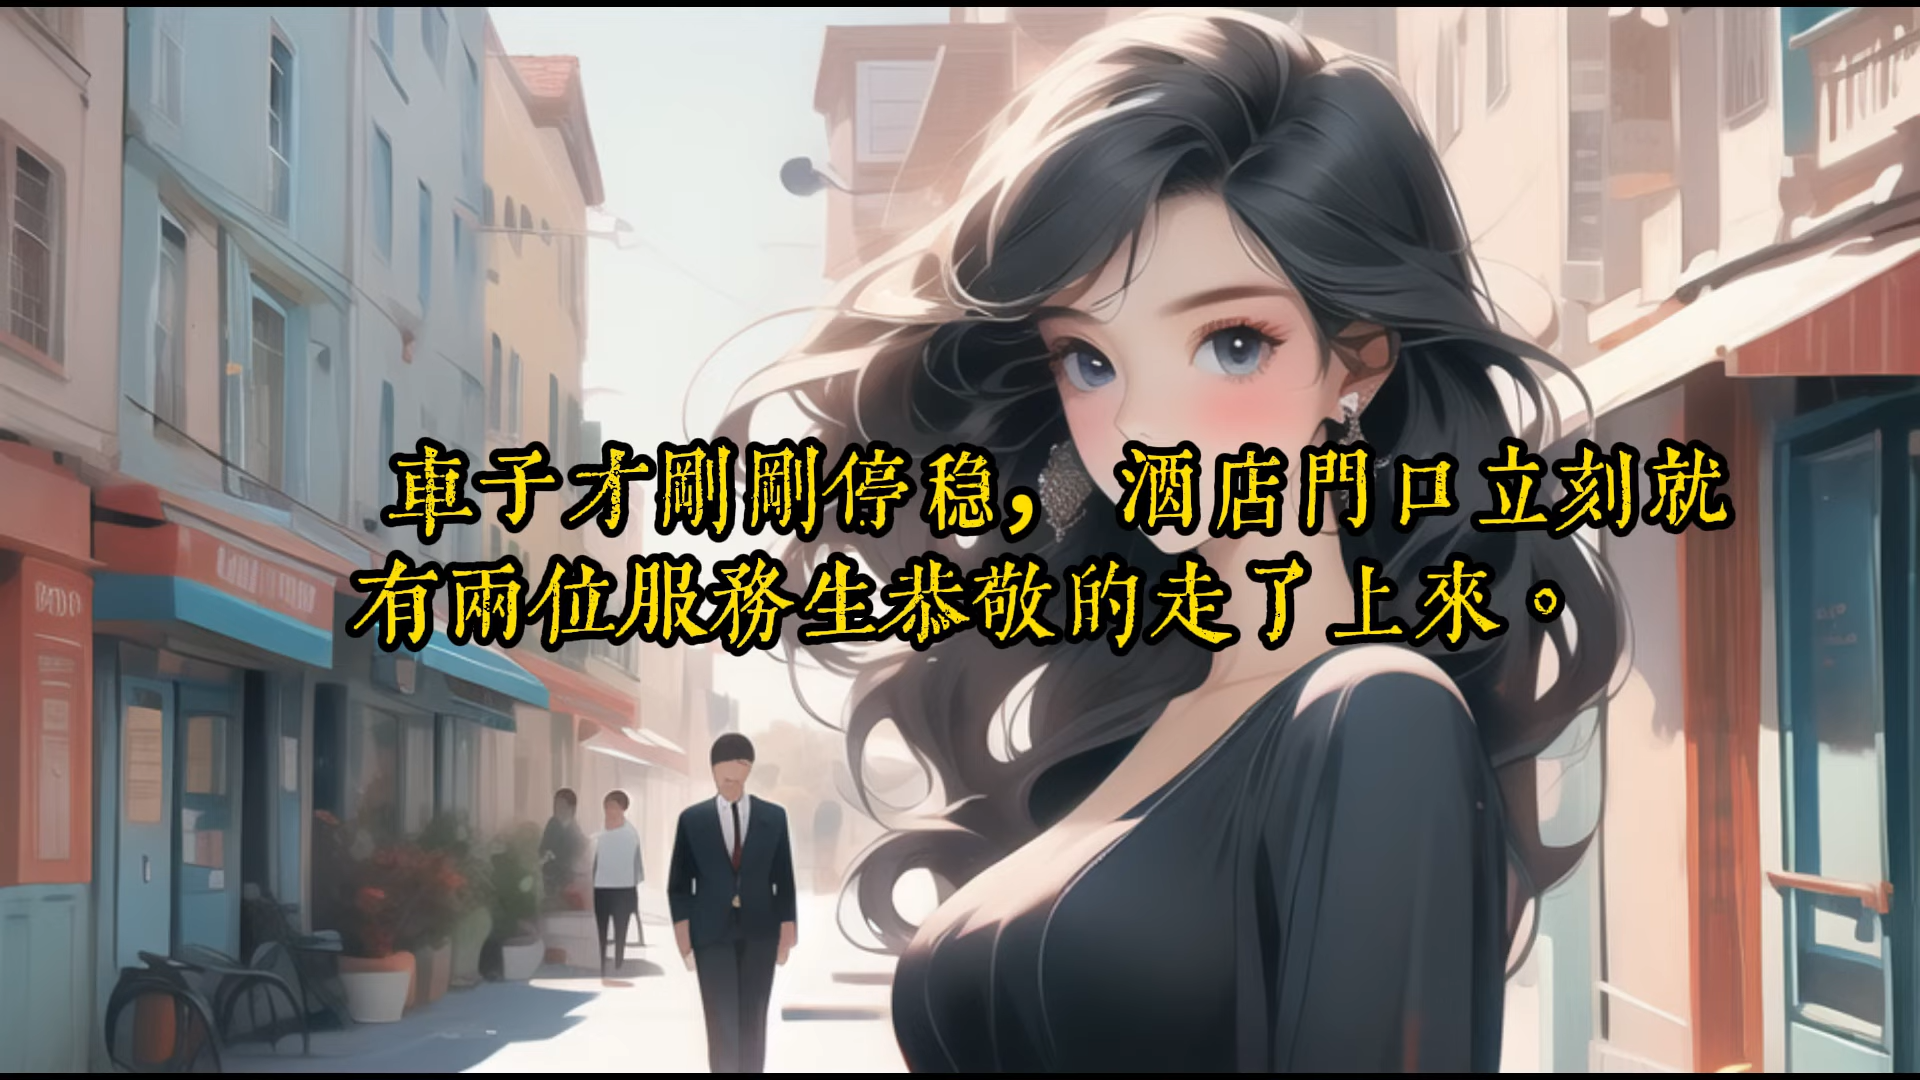 車子才剛剛停稳，酒店門口立刻就
有兩位服務生恭敬的走了上來。